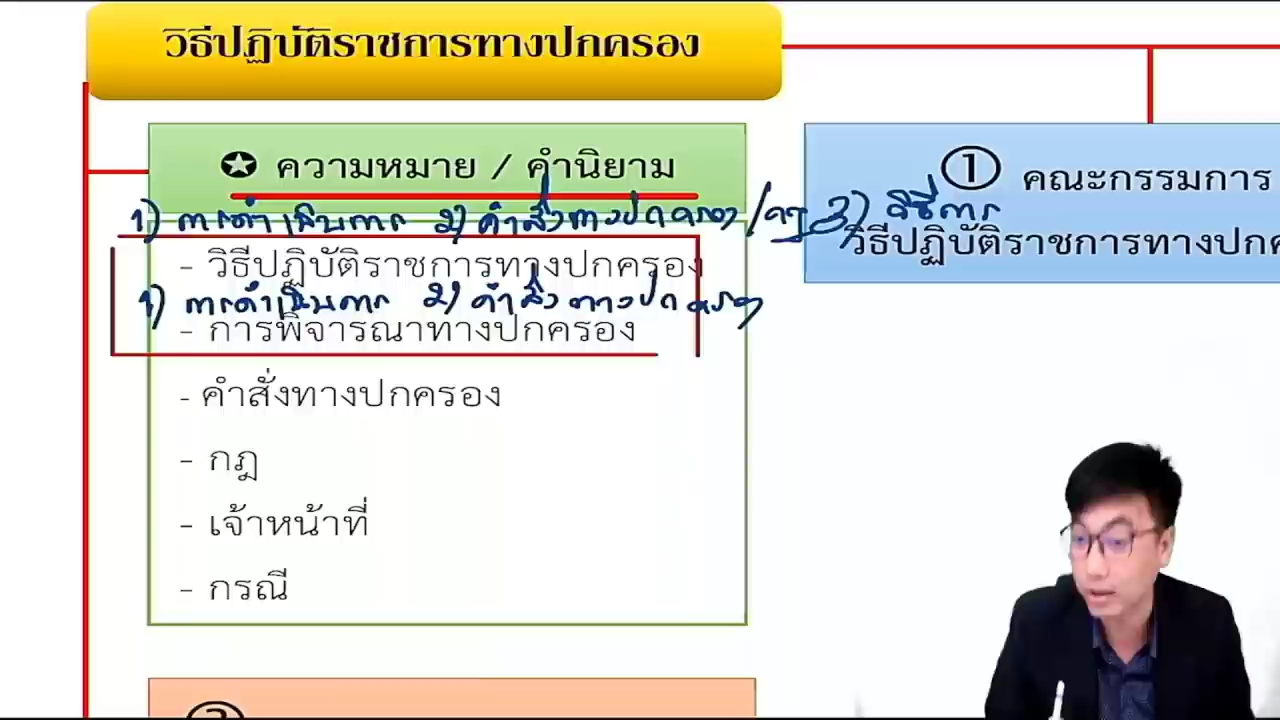 วิธีปฏิบัติราชการทางปกครอง
✪ ความหมาย / คำนิยาม
1) การดำเนินการ 2) คำสั่งทางปกครอง/กฎ 3) วิธีการ
- วิธีปฏิบัติราชการทางปกครอง
1) การดำเนินการ 2) คำสั่งทางปกครอง
- การพิจารณาทางปกครอง
- คำสั่งทางปกครอง
- กฎ
- เจ้าหน้าที่
- กรณี
① คณะกรรมการ
วิธีปฏิบัติราชการทางปก